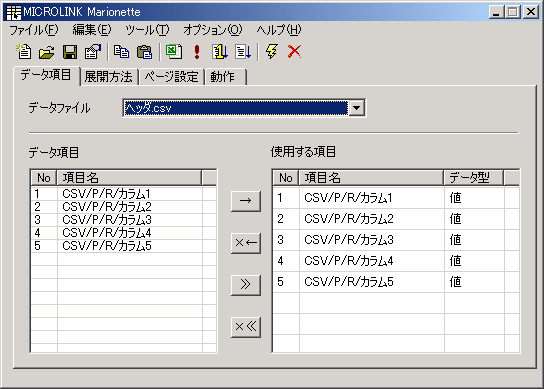 MICROLINK Marionette
ファイル(F) 編集(E) ツール(T) オプション(O) ヘルプ(H)
データ項目 展開方法 ページ設定 動作
データファイル ヘッダ.csv
データ項目
No 項目名
1 CSV/P/R/カラム1
2 CSV/P/R/カラム2
3 CSV/P/R/カラム3
4 CSV/P/R/カラム4
5 CSV/P/R/カラム5
→
×←
≫
×≪
使用する項目
No 項目名 データ型
1 CSV/P/R/カラム1 値
2 CSV/P/R/カラム2 値
3 CSV/P/R/カラム3 値
4 CSV/P/R/カラム4 値
5 CSV/P/R/カラム5 値